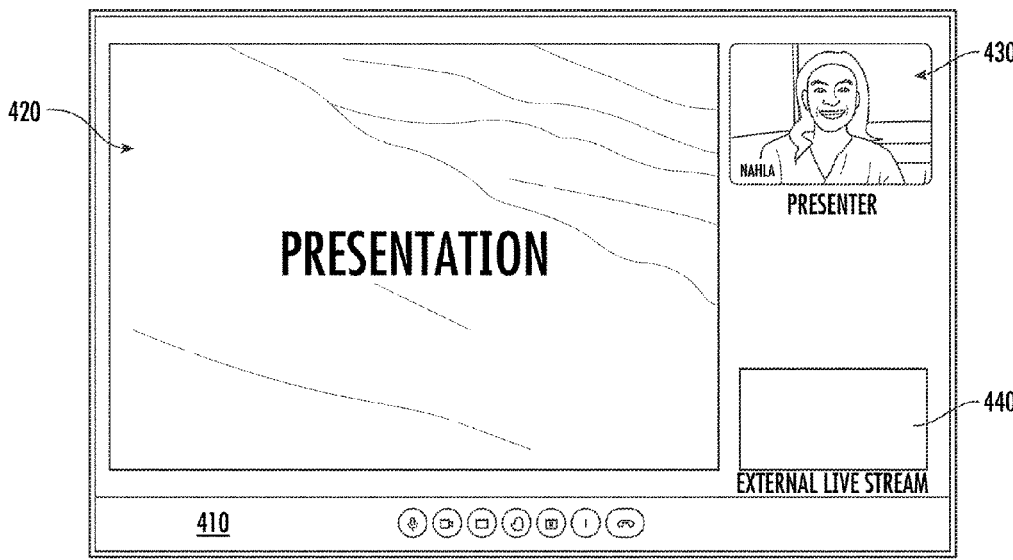 430
420
NAHLA
PRESENTER
PRESENTATION
440
EXTERNAL LIVE STREAM
410